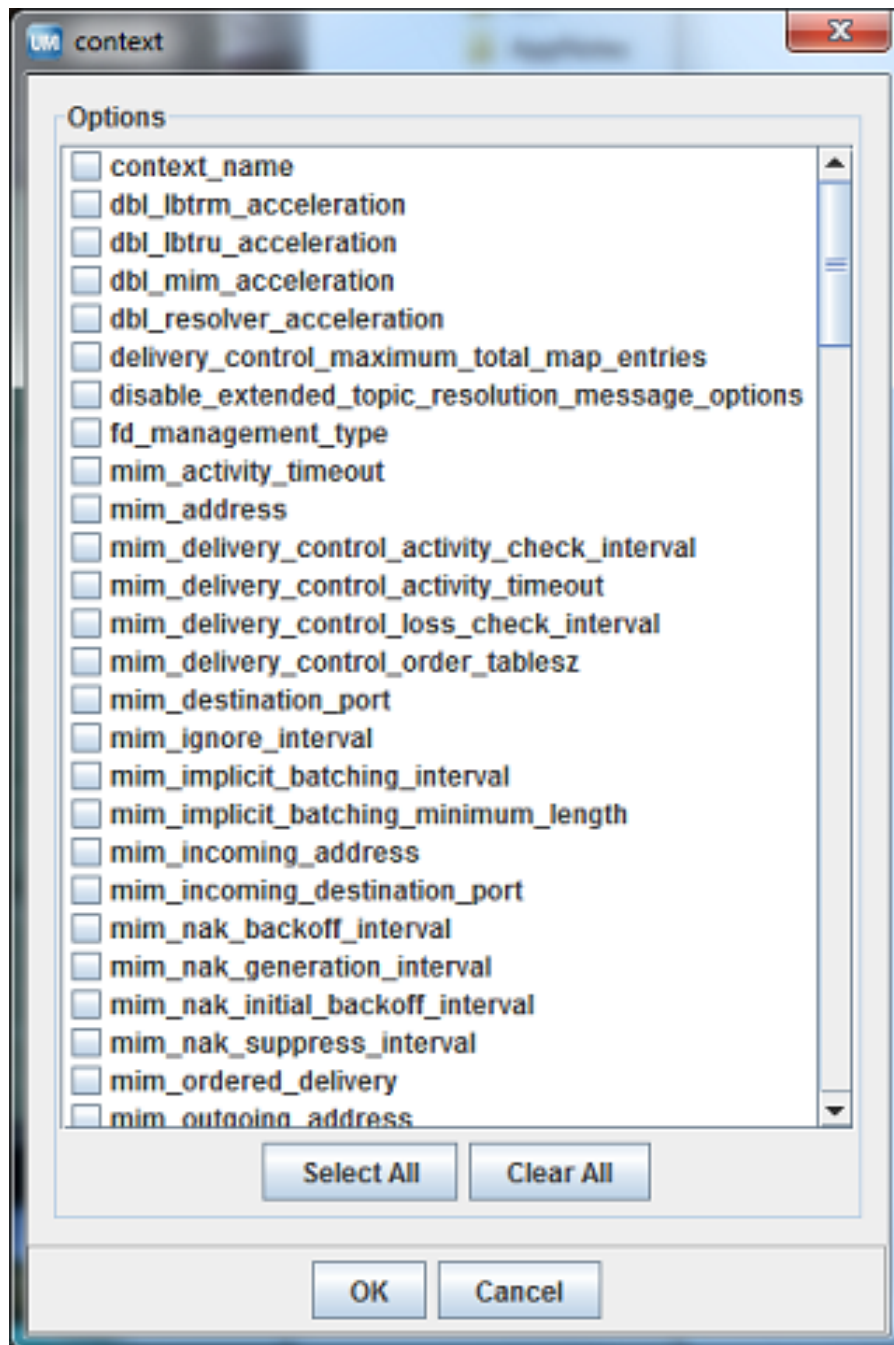 UM context
Options
context_name
dbl_lbtrm_acceleration
dbl_lbtru_acceleration
dbl_mim_acceleration
dbl_resolver_acceleration
delivery_control_maximum_total_map_entries
disable_extended_topic_resolution_message_options
fd_management_type
mim_activity_timeout
mim_address
mim_delivery_control_activity_check_interval
mim_delivery_control_activity_timeout
mim_delivery_control_loss_check_interval
mim_delivery_control_order_tablesz
mim_destination_port
mim_ignore_interval
mim_implicit_batching_interval
mim_implicit_batching_minimum_length
mim_incoming_address
mim_incoming_destination_port
mim_nak_backoff_interval
mim_nak_generation_interval
mim_nak_initial_backoff_interval
mim_nak_suppress_interval
mim_ordered_delivery
mim_outgoing_address
Select All Clear All
OK Cancel